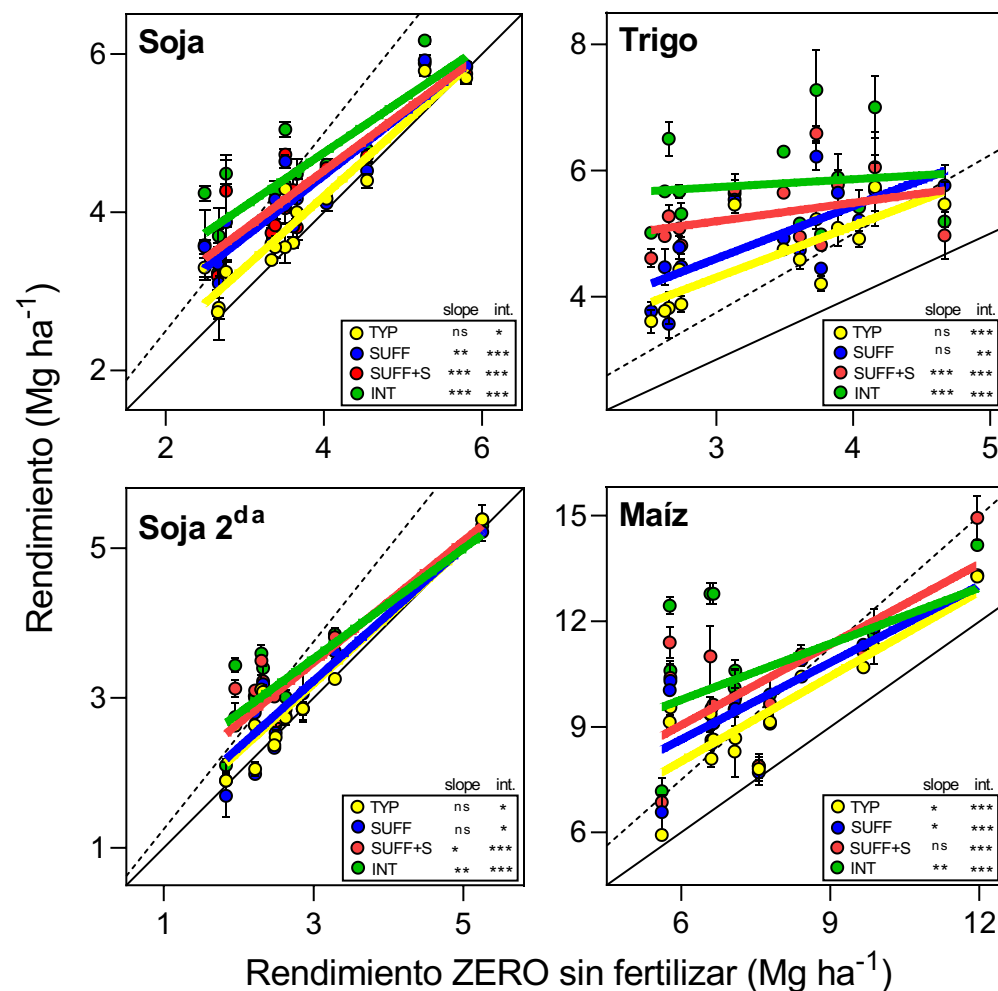 Rendimiento (Mg ha⁻¹)
Soja
6
4
2
2 4 6
slope int.
TYP ns *
SUFF ** ***
SUFF+S *** ***
INT *** ***
Trigo
8
6
4
3 4 5
slope int.
TYP ns ***
SUFF ns **
SUFF+S *** ***
INT *** ***
Soja 2ᵈᵃ
5
3
1
1 3 5
slope int.
TYP ns *
SUFF ns *
SUFF+S * ***
INT ** ***
Maíz
15
12
9
6
6 9 12
slope int.
TYP * ***
SUFF * ***
SUFF+S ns ***
INT ** ***
Rendimiento ZERO sin fertilizar (Mg ha⁻¹)